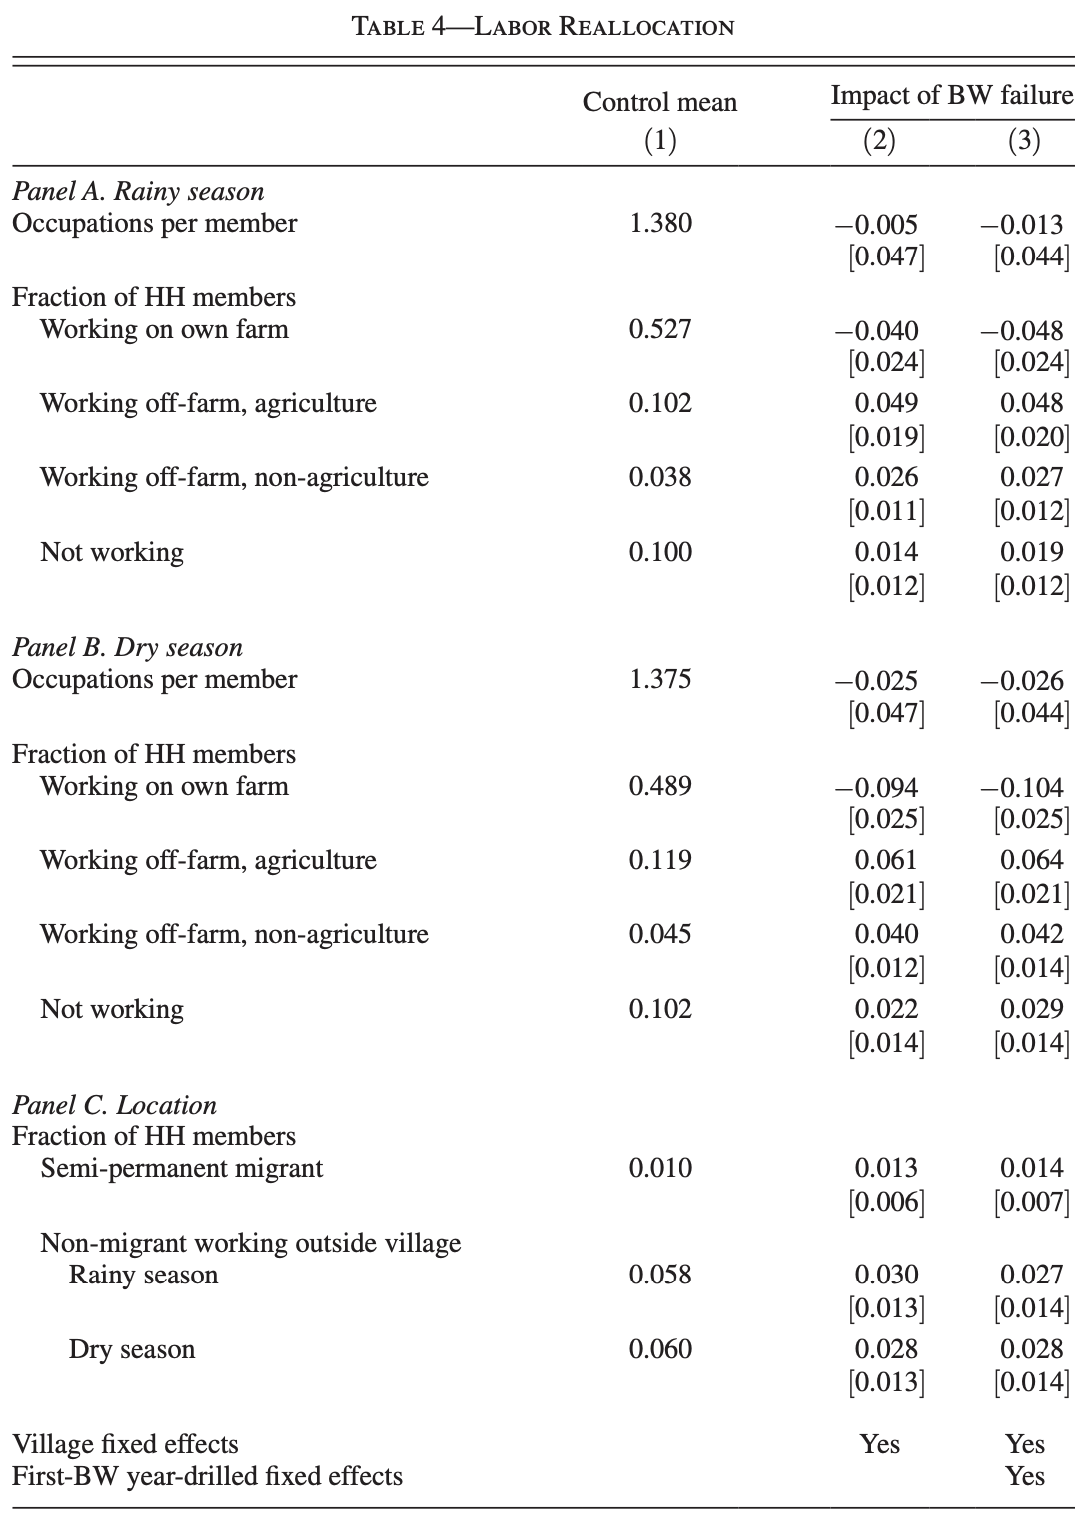 TABLE 4—LABOR REALLOCATION
Control mean Impact of BW failure
(1) (2) (3)
Panel A. Rainy season
Occupations per member 1.380 −0.005 −0.013
[0.047] [0.044]
Fraction of HH members
Working on own farm 0.527 −0.040 −0.048
[0.024] [0.024]
Working off-farm, agriculture 0.102 0.049 0.048
[0.019] [0.020]
Working off-farm, non-agriculture 0.038 0.026 0.027
[0.011] [0.012]
Not working 0.100 0.014 0.019
[0.012] [0.012]
Panel B. Dry season
Occupations per member 1.375 −0.025 −0.026
[0.047] [0.044]
Fraction of HH members
Working on own farm 0.489 −0.094 −0.104
[0.025] [0.025]
Working off-farm, agriculture 0.119 0.061 0.064
[0.021] [0.021]
Working off-farm, non-agriculture 0.045 0.040 0.042
[0.012] [0.014]
Not working 0.102 0.022 0.029
[0.014] [0.014]
Panel C. Location
Fraction of HH members
Semi-permanent migrant 0.010 0.013 0.014
[0.006] [0.007]
Non-migrant working outside village
Rainy season 0.058 0.030 0.027
[0.013] [0.014]
Dry season 0.060 0.028 0.028
[0.013] [0.014]
Village fixed effects Yes Yes
First-BW year-drilled fixed effects Yes